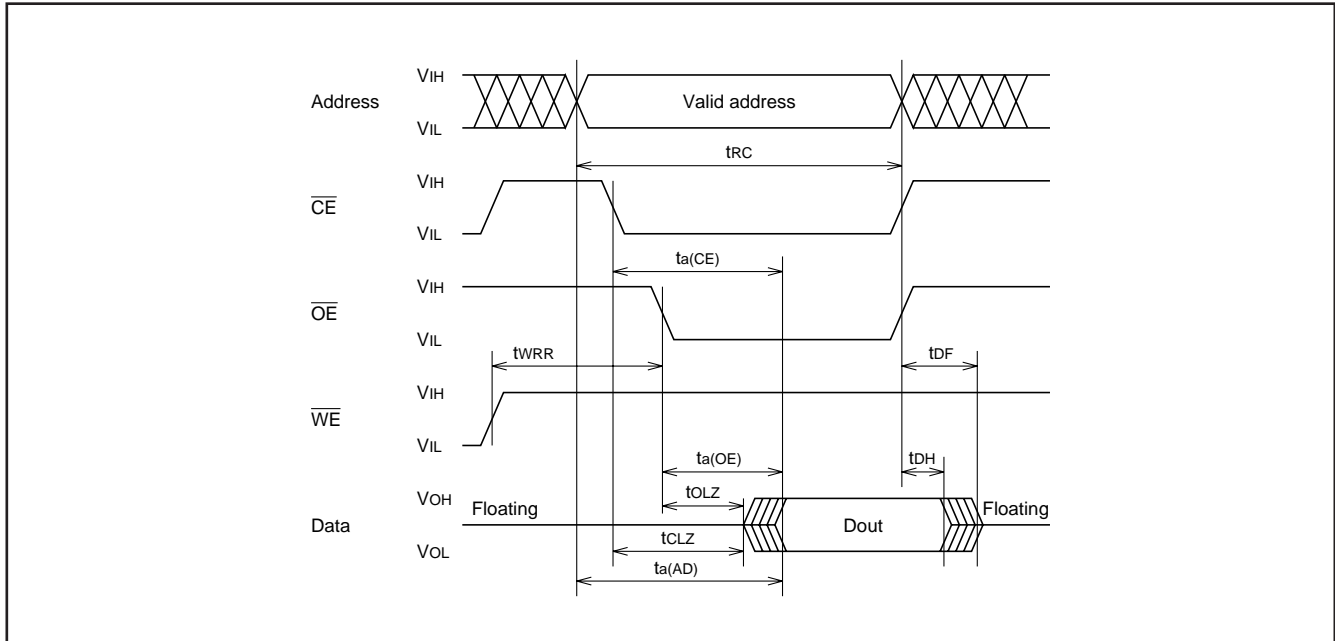 VIH
Address
Valid address
VIL
tRC
VIH
CE
VIL
ta(CE)
VIH
OE
VIL
tWRR
tDF
VIH
WE
VIL
ta(OE)
tDH
tOLZ
VOH
Floating
Floating
Data
Dout
tCLZ
VOL
ta(AD)